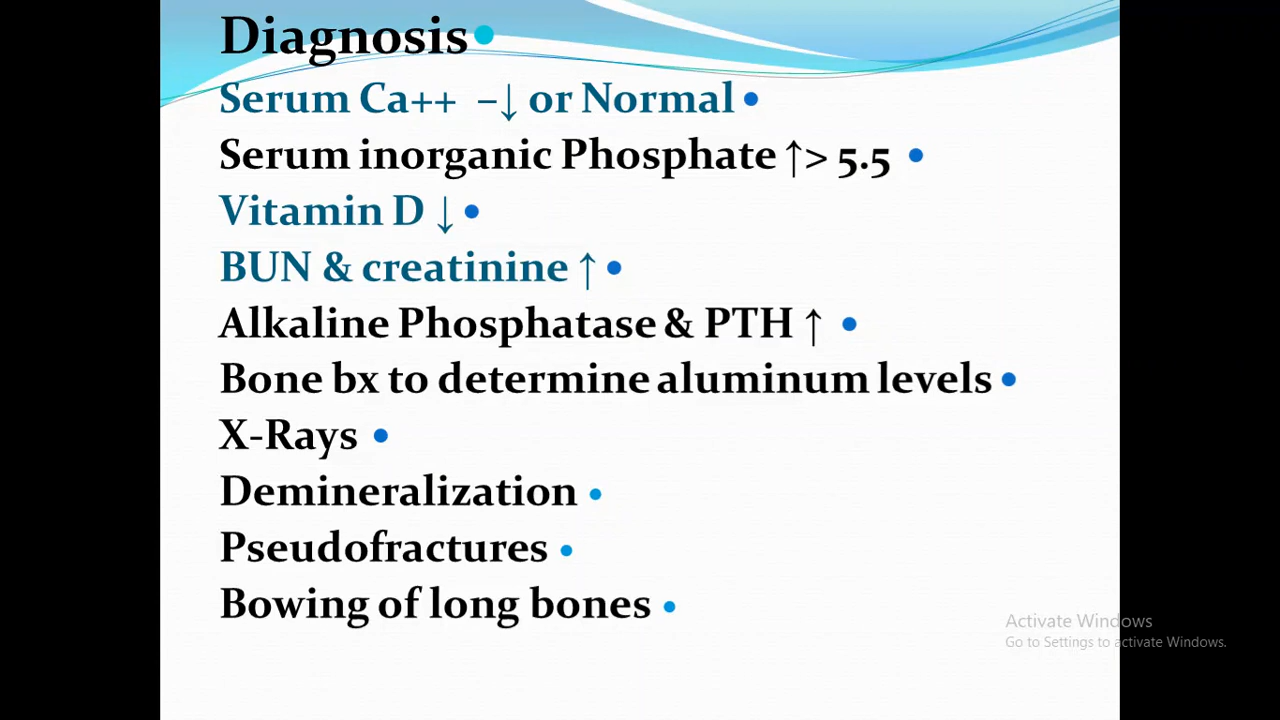 Diagnosis
Serum Ca++ –↓ or Normal
Serum inorganic Phosphate ↑> 5.5
Vitamin D ↓
BUN & creatinine ↑
Alkaline Phosphatase & PTH ↑
Bone bx to determine aluminum levels
X-Rays
Demineralization
Pseudofractures
Bowing of long bones
Activate Windows
Go to Settings to activate Windows.